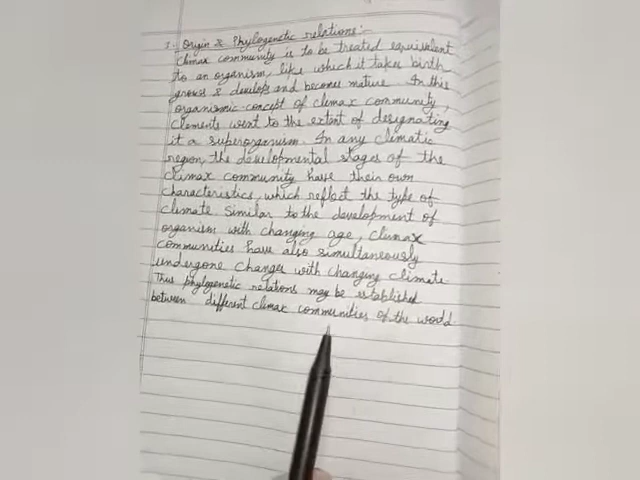 1. Origin & Phylogenetic relations:-
Climax community is to be treated equivalent
to an organism, like which it takes birth
grows & develops and becomes mature. In this
organismic concept of climax community,
Clements went to the extent of designating
it a superorganism. In any climatic
region, the developmental stages of the
climax community have their own
characteristics, which reflect the type of
climate. Similar to the development of
organism with changing age, climax
communities have also simultaneously
undergone changes with changing climate.
Thus phylogenetic relations may be established
between different climax communities of the world